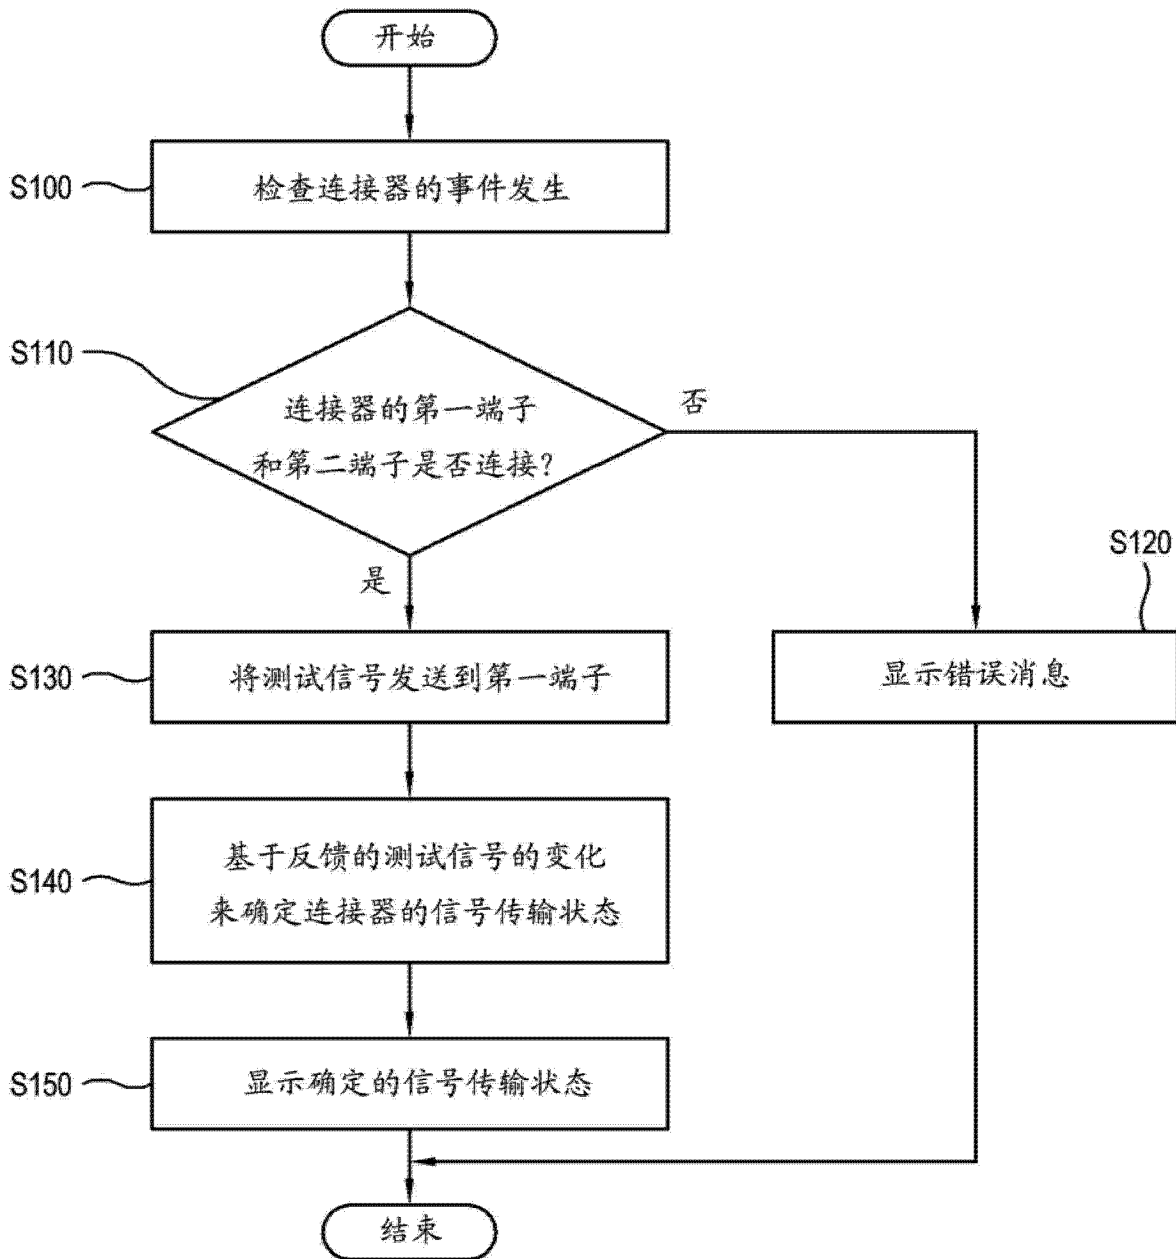 开始
S100
检查连接器的事件发生
S110
连接器的第一端子
和第二端子是否连接?
否
是
S120
S130
将测试信号发送到第一端子
显示错误消息
S140
基于反馈的测试信号的变化
来确定连接器的信号传输状态
S150
显示确定的信号传输状态
结束